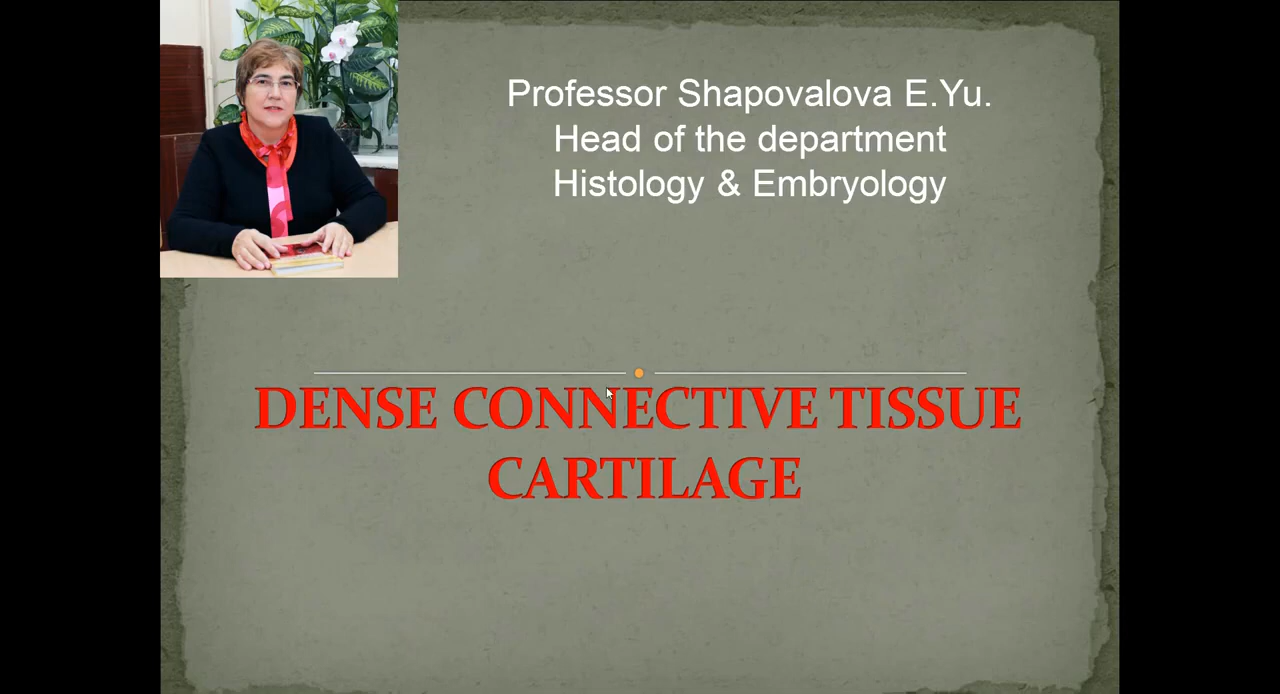 Professor Shapovalova E.Yu.
Head of the department
Histology & Embryology
DENSE CONNECTIVE TISSUE
CARTILAGE